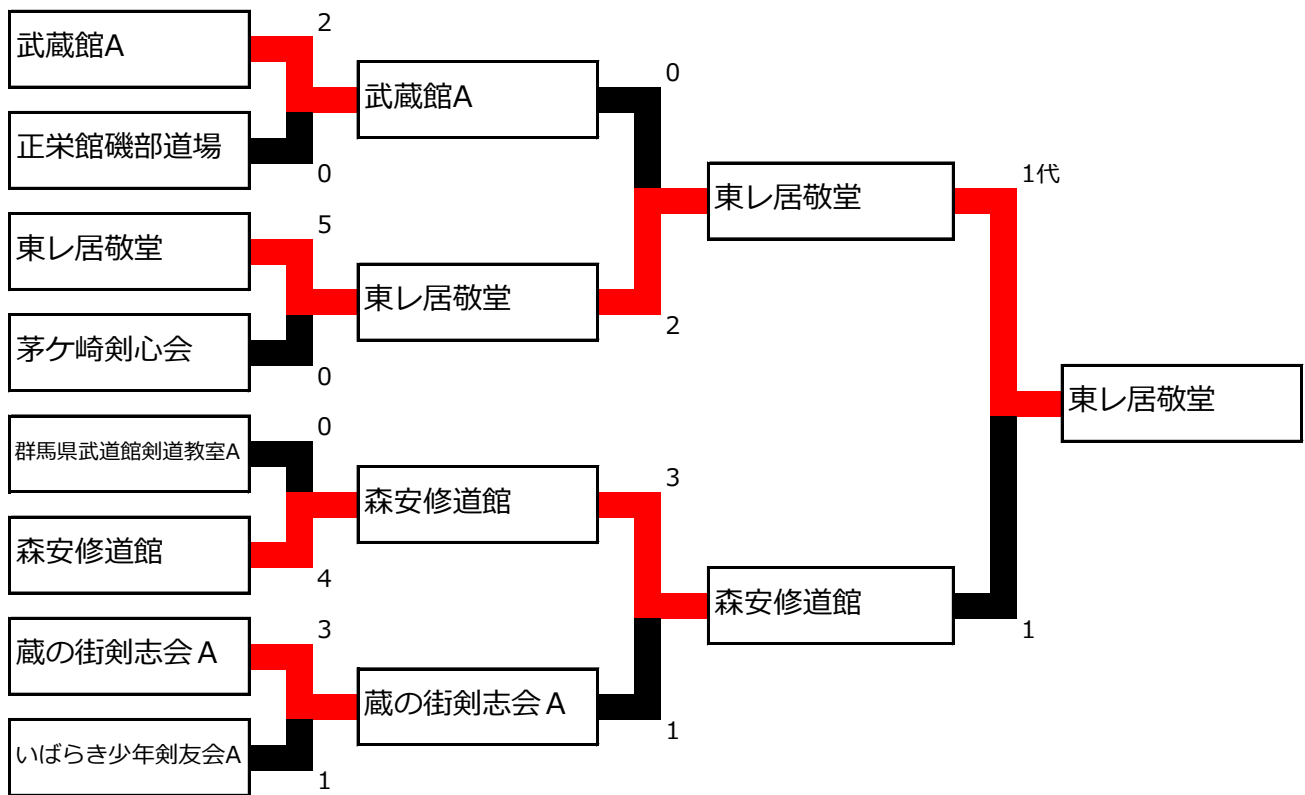 武蔵館A
2
正栄館磯部道場
0
東レ居敬堂
5
茅ケ崎剣心会
0
群馬県武道館剣道教室A
0
森安修道館
4
蔵の街剣志会Ａ
3
いばらき少年剣友会A
1
武蔵館A
0
東レ居敬堂
2
森安修道館
3
蔵の街剣志会Ａ
1
東レ居敬堂
1代
森安修道館
1
東レ居敬堂